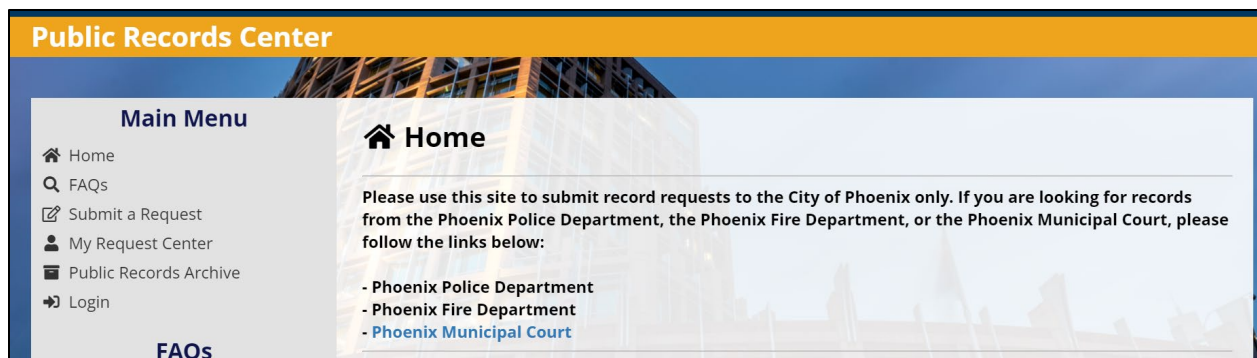 Public Records Center
Main Menu
Home
FAQs
Submit a Request
My Request Center
Public Records Archive
Login
FAQs
Home
Please use this site to submit record requests to the City of Phoenix only. If you are looking for records
from the Phoenix Police Department, the Phoenix Fire Department, or the Phoenix Municipal Court, please
follow the links below:
- Phoenix Police Department
- Phoenix Fire Department
- Phoenix Municipal Court